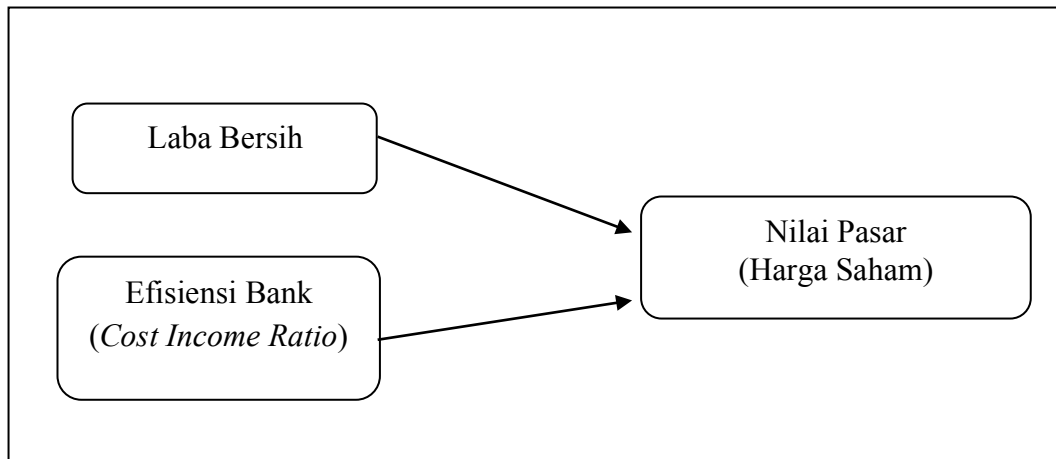 Laba Bersih
Efisiensi Bank
(Cost Income Ratio)
Nilai Pasar
(Harga Saham)